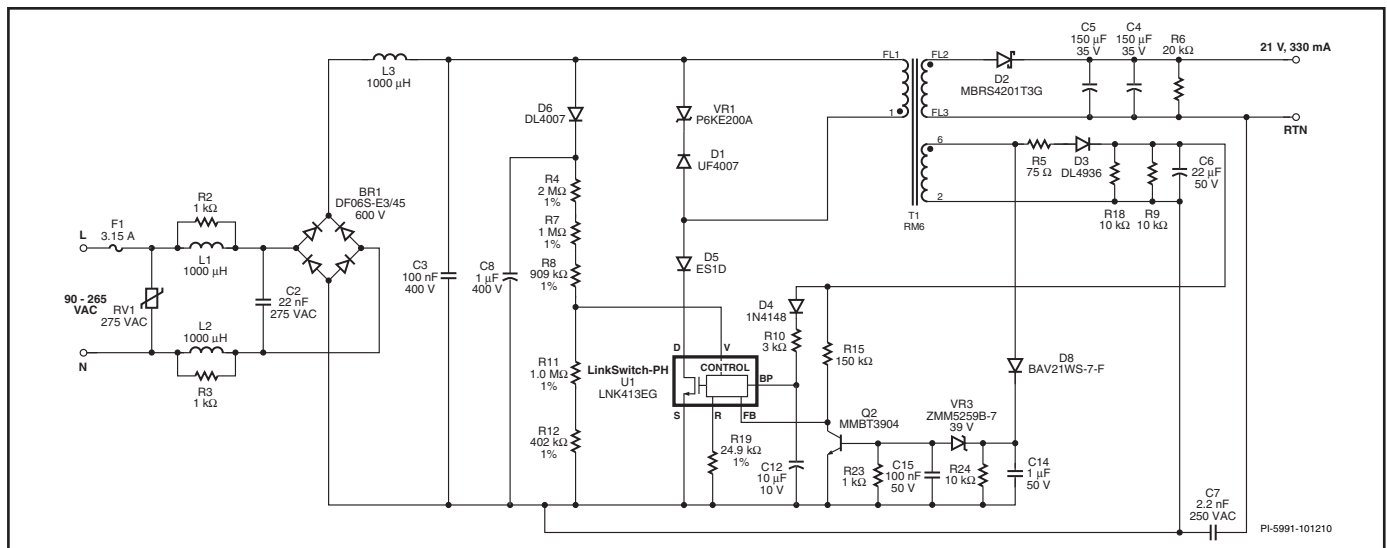 L3
1000 µH
D6
DL4007
VR1
P6KE200A
D1
UF4007
FL1
1
FL2
FL3
D2
MBRS4201T3G
C5
150 µF
35 V
C4
150 µF
35 V
R6
20 kΩ
21 V, 330 mA
RTN
6
2
T1
RM6
R5
75 Ω
D3
DL4936
R18
10 kΩ
R9
10 kΩ
C6
22 µF
50 V
R4
2 MΩ
1%
R7
1 MΩ
1%
R8
909 kΩ
1%
L
F1
3.15 A
R2
1 kΩ
L1
1000 µH
BR1
DF06S-E3/45
600 V
90 - 265
VAC
RV1
275 VAC
C2
22 nF
275 VAC
L2
1000 µH
N
R3
1 kΩ
C3
100 nF
400 V
C8
1 µF
400 V
D5
ES1D
D4
1N4148
R10
3 kΩ
R15
150 kΩ
D
V
LinkSwitch-PH
U1
LNK413EG
CONTROL
BP
S
R
FB
R11
1.0 MΩ
1%
R12
402 kΩ
1%
R19
24.9 kΩ
1%
C12
10 µF
10 V
Q2
MMBT3904
R23
1 kΩ
C15
100 nF
50 V
VR3
ZMM5259B-7
39 V
R24
10 kΩ
D8
BAV21WS-7-F
C14
1 µF
50 V
C7
2.2 nF
250 VAC
PI-5991-101210